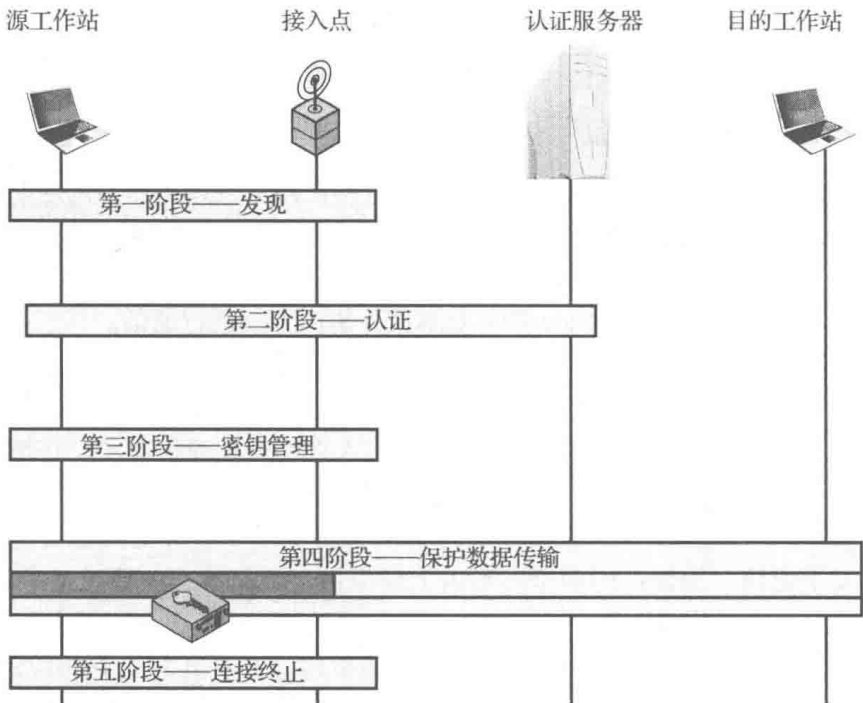 源工作站 接入点 认证服务器 目的工作站
第一阶段——发现
第二阶段——认证
第三阶段——密钥管理
第四阶段——保护数据传输
第五阶段——连接终止